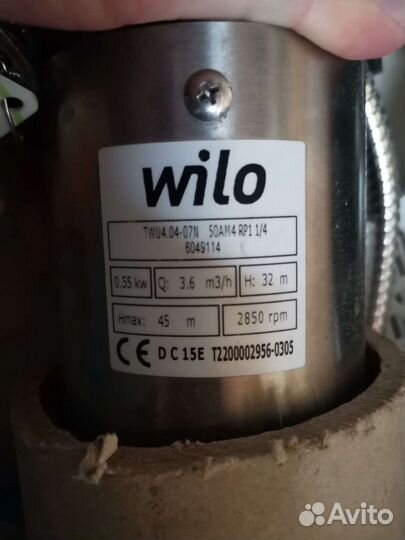 wilo
TWU4.04-07N 50AM4 RP1 1/4
6049114
0.55 kw Q: 3.6 m3/h H: 32 m
Hmax: 45 m 2850 rpm
CE D C 15E T2200002956-0305
Avito